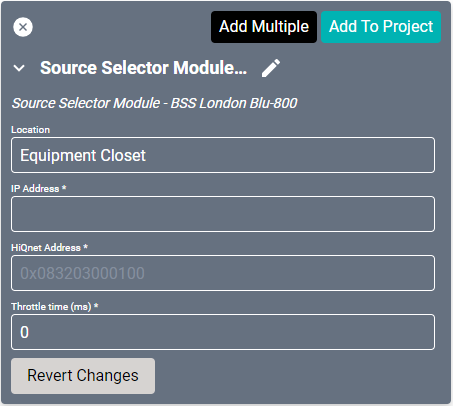 Add Multiple
Add To Project
Source Selector Module...
Source Selector Module - BSS London Blu-800
Location
Equipment Closet
IP Address *
HiQnet Address *
0x083203000100
Throttle time (ms) *
0
Revert Changes